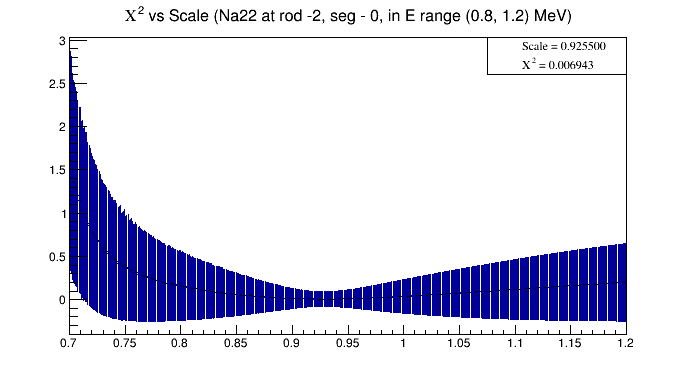 X² vs Scale (Na22 at rod -2, seg - 0, in E range (0.8, 1.2) MeV)
Scale = 0.925500
X² = 0.006943
3
2.5
2
1.5
1
0.5
0
0.7 0.75 0.8 0.85 0.9 0.95 1 1.05 1.1 1.15 1.2